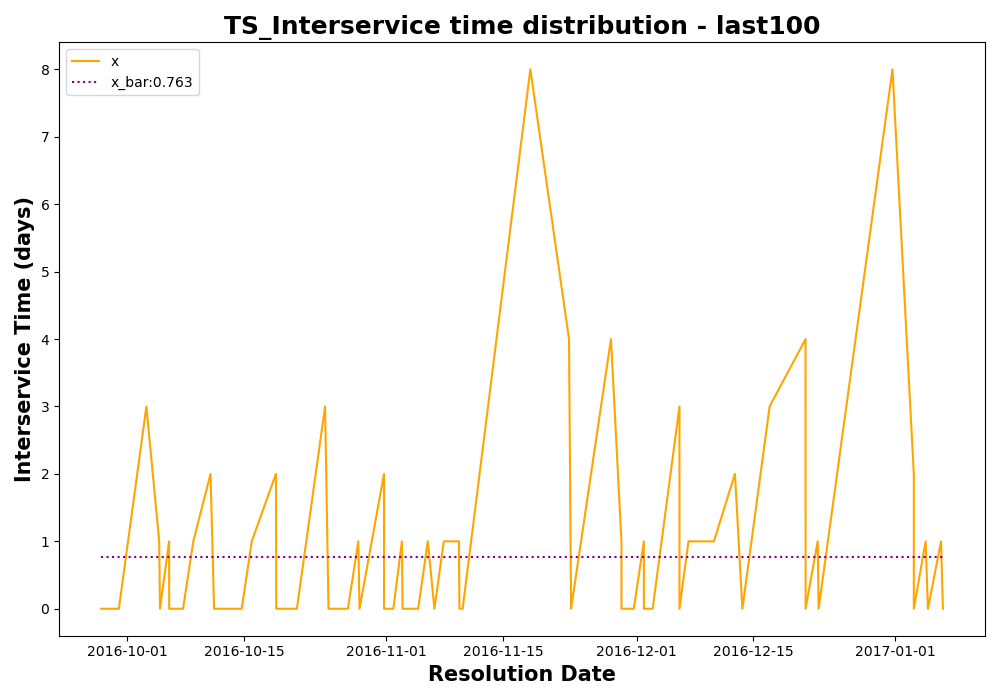 TS_Interservice time distribution - last100
x
x_bar:0.763
Interservice Time (days)
8
7
6
5
4
3
2
1
0
2016-10-01 2016-10-15 2016-11-01 2016-11-15 2016-12-01 2016-12-15 2017-01-01
Resolution Date